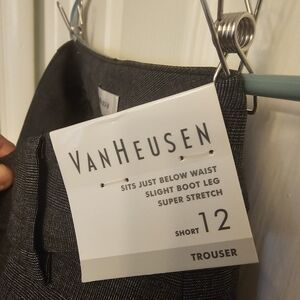 VANHEUSEN
SITS JUST BELOW WAIST
SLIGHT BOOT LEG
SUPER STRETCH
SHORT 12
TROUSER